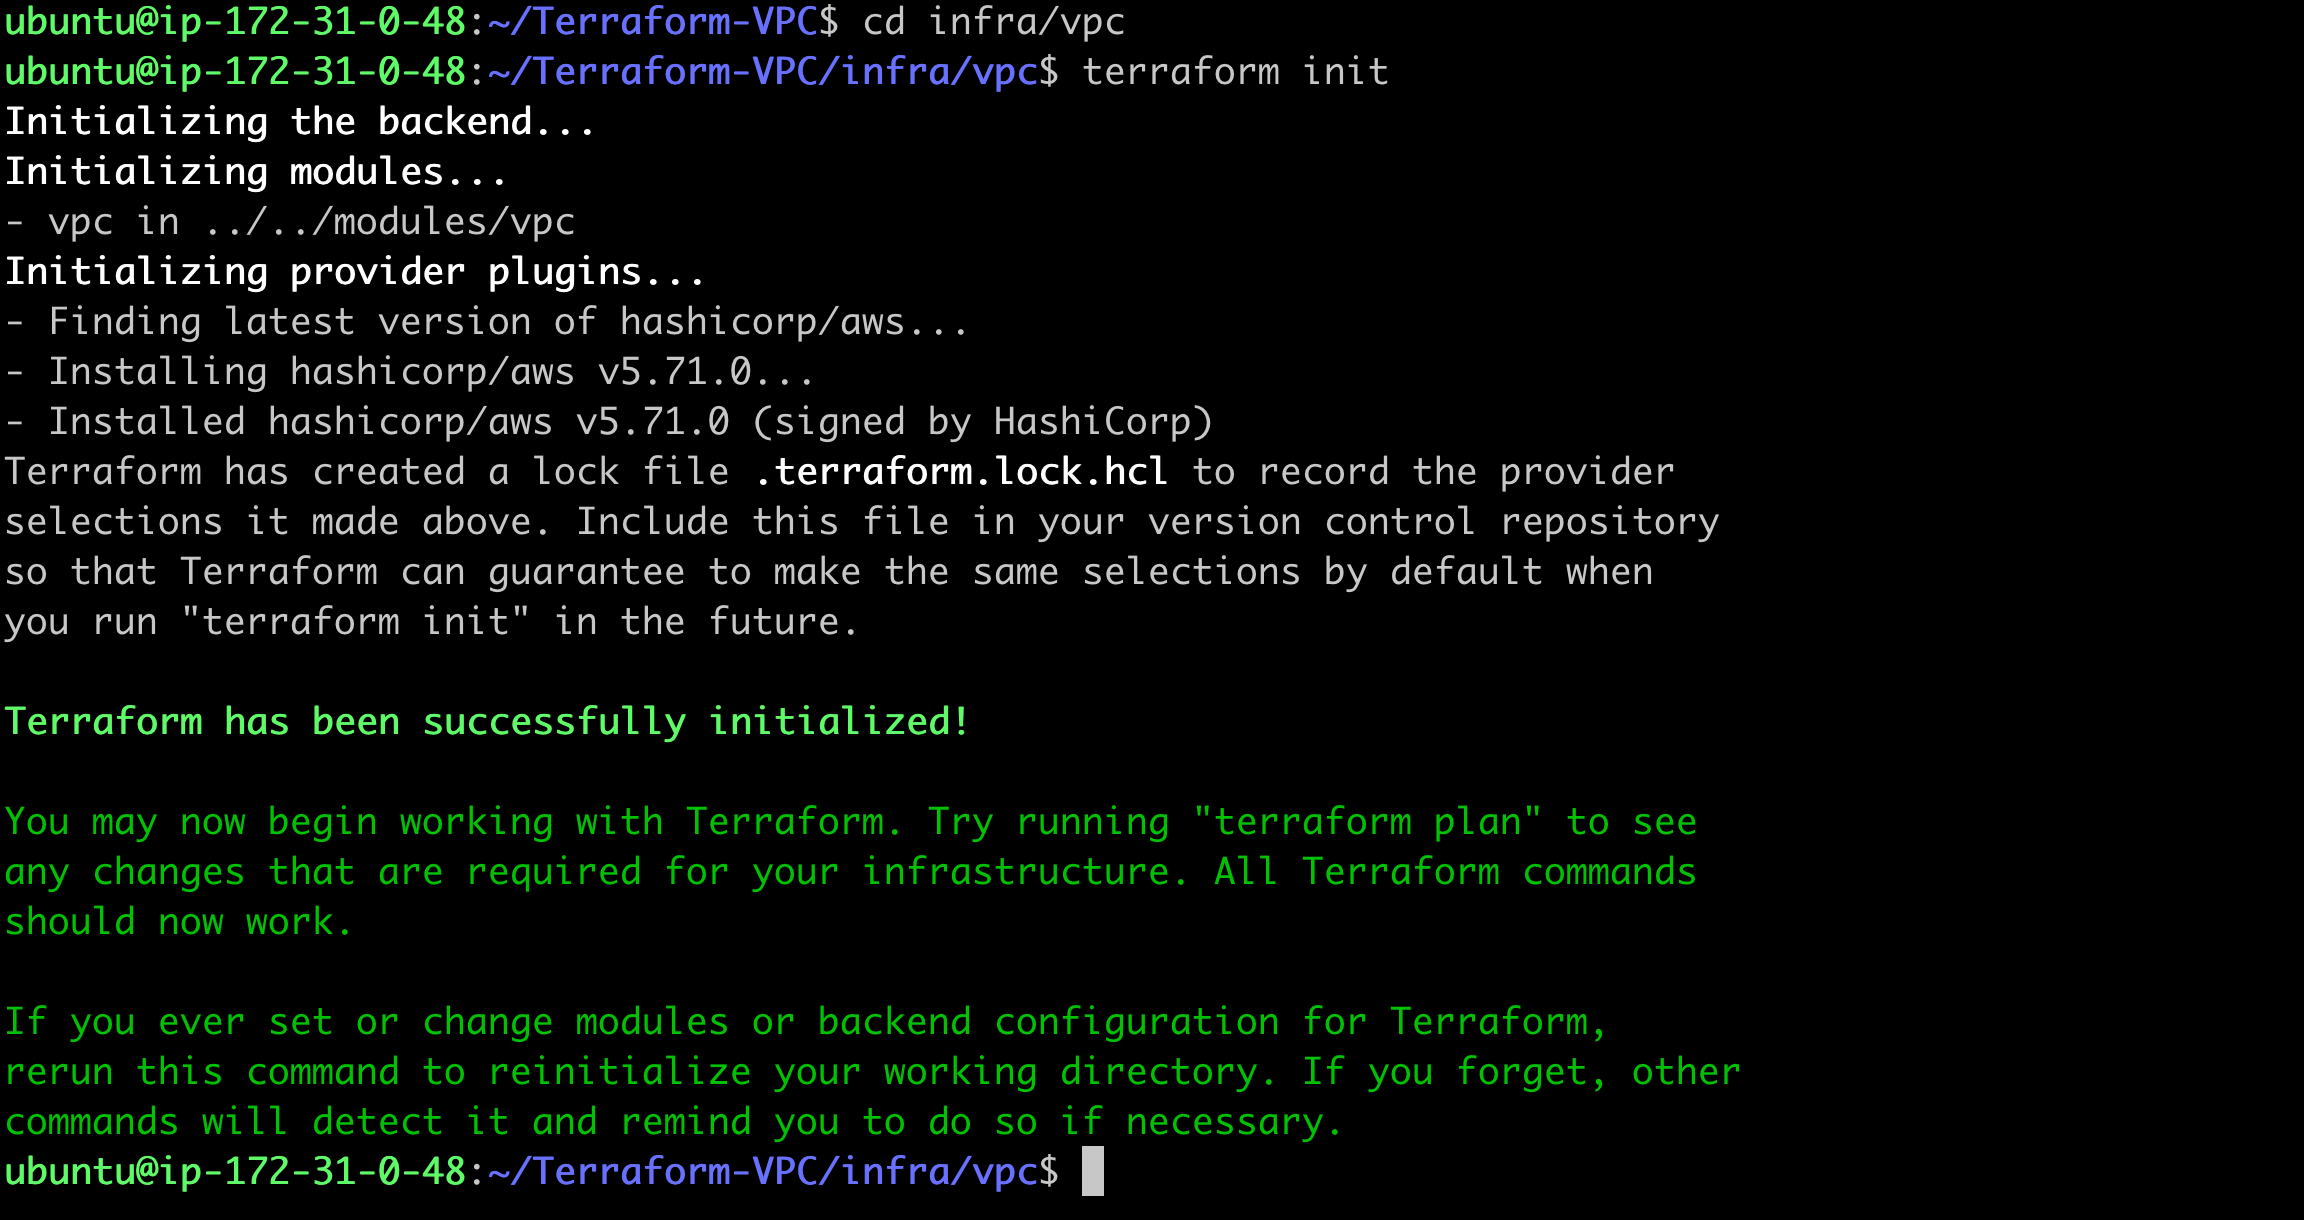 ubuntu@ip-172-31-0-48:~/Terraform-VPC$ cd infra/vpc
ubuntu@ip-172-31-0-48:~/Terraform-VPC/infra/vpc$ terraform init
Initializing the backend...
Initializing modules...
- vpc in ../../modules/vpc
Initializing provider plugins...
- Finding latest version of hashicorp/aws...
- Installing hashicorp/aws v5.71.0...
- Installed hashicorp/aws v5.71.0 (signed by HashiCorp)
Terraform has created a lock file .terraform.lock.hcl to record the provider
selections it made above. Include this file in your version control repository
so that Terraform can guarantee to make the same selections by default when
you run "terraform init" in the future.
Terraform has been successfully initialized!
You may now begin working with Terraform. Try running "terraform plan" to see
any changes that are required for your infrastructure. All Terraform commands
should now work.
If you ever set or change modules or backend configuration for Terraform,
rerun this command to reinitialize your working directory. If you forget, other
commands will detect it and remind you to do so if necessary.
ubuntu@ip-172-31-0-48:~/Terraform-VPC/infra/vpc$